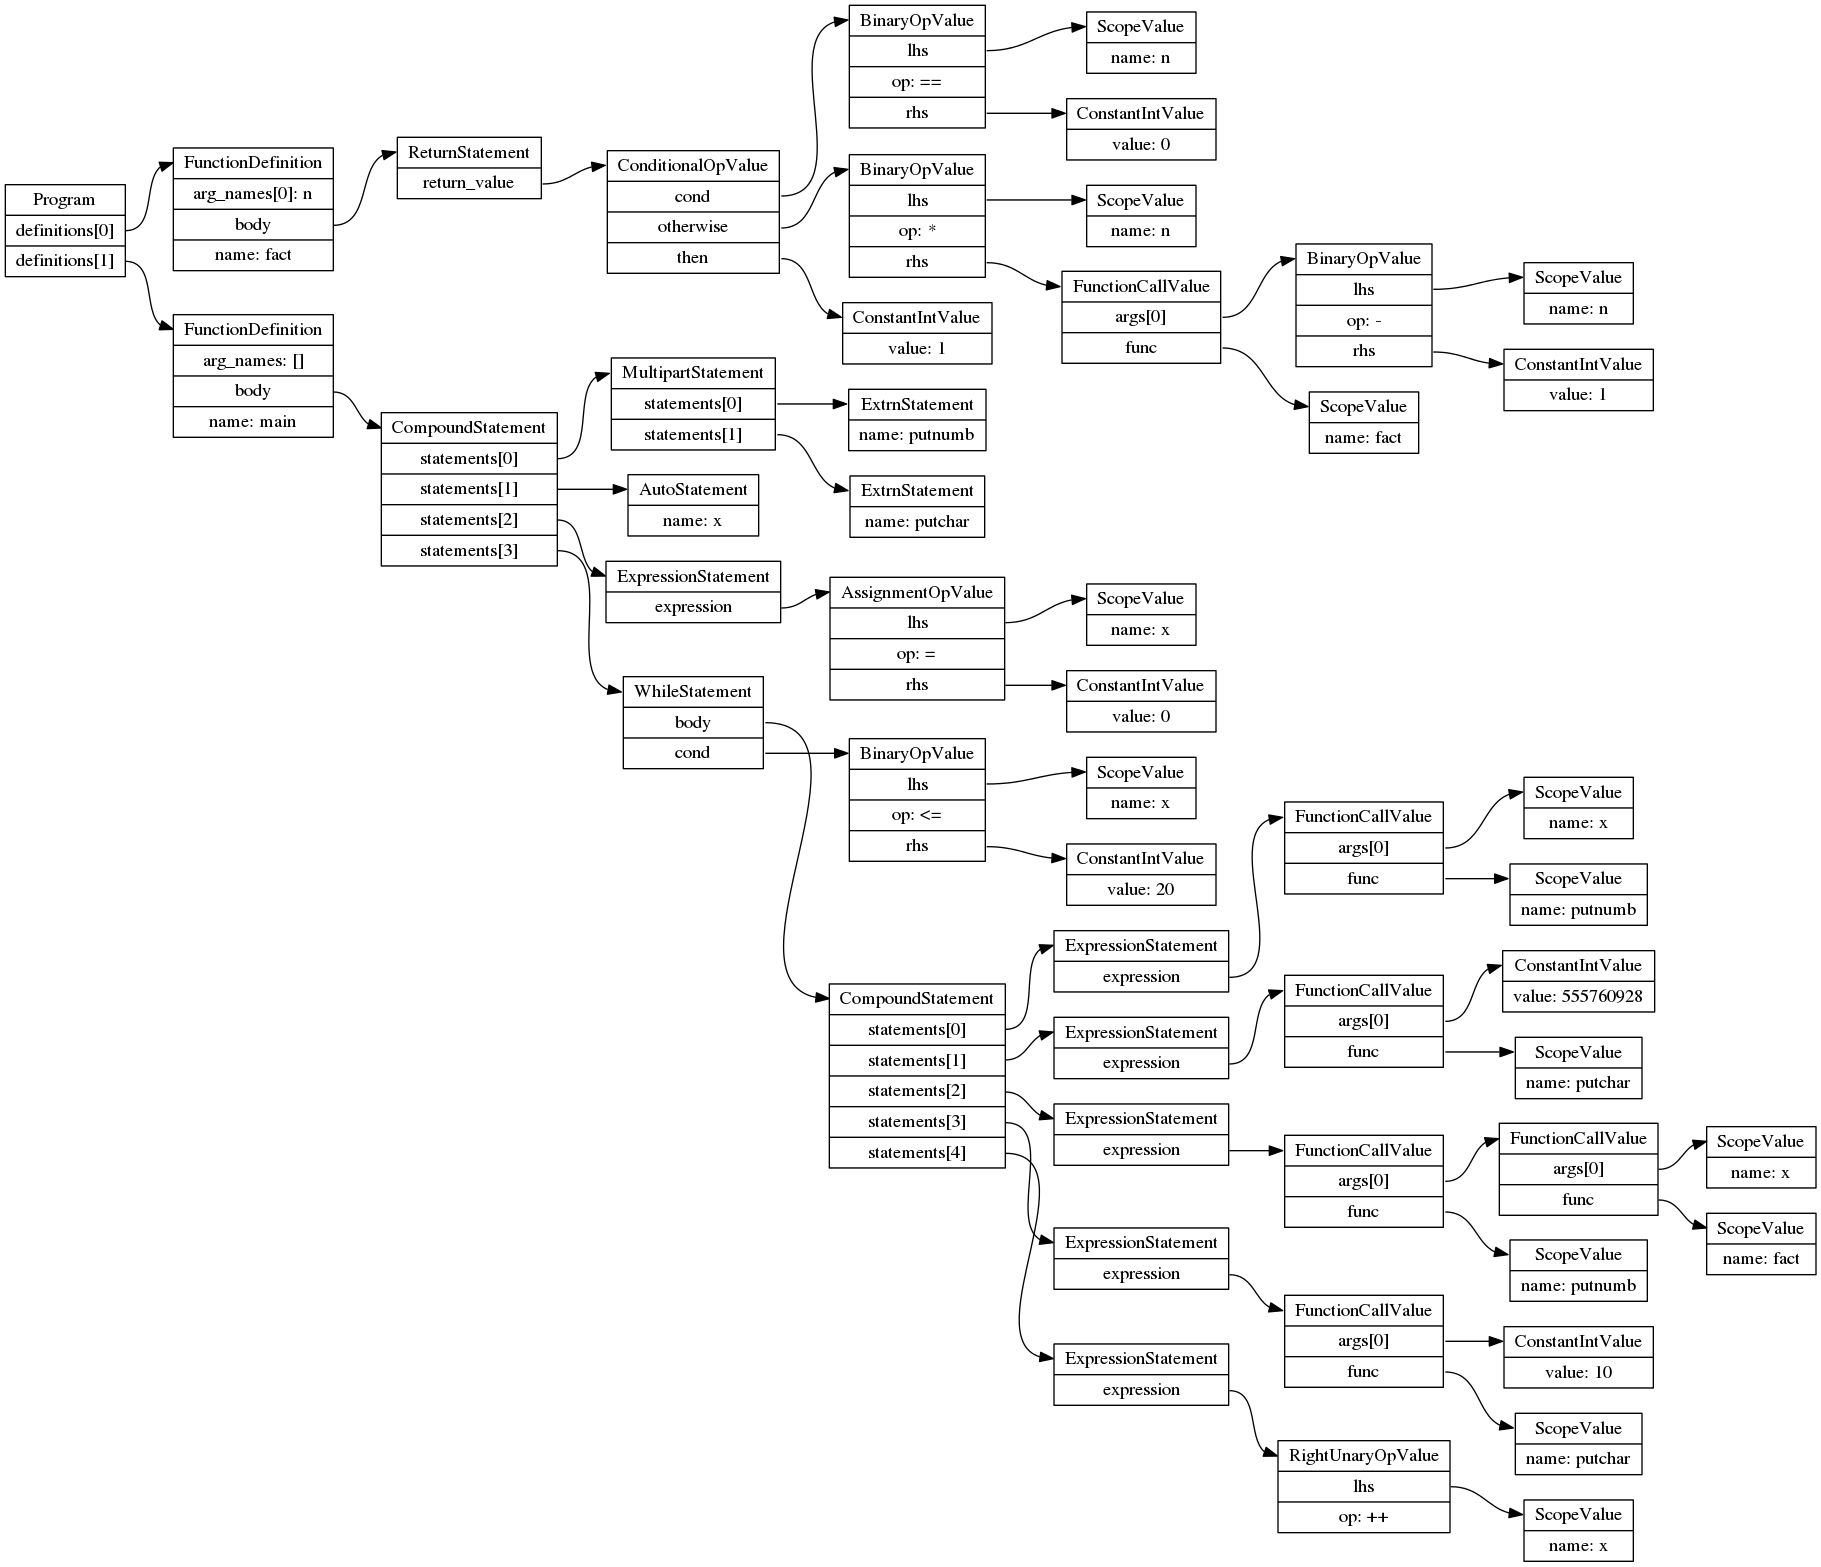 Program
definitions[0]
definitions[1]
FunctionDefinition
arg_names[0]: n
body
name: fact
ReturnStatement
return_value
ConditionalOpValue
cond
otherwise
then
BinaryOpValue
lhs
op: ==
rhs
ScopeValue
name: n
ConstantIntValue
value: 0
BinaryOpValue
lhs
op: *
rhs
ScopeValue
name: n
FunctionCallValue
args[0]
func
BinaryOpValue
lhs
op: -
rhs
ScopeValue
name: n
ConstantIntValue
value: 1
ScopeValue
name: fact
ConstantIntValue
value: 1
FunctionDefinition
arg_names: []
body
name: main
CompoundStatement
statements[0]
statements[1]
statements[2]
statements[3]
MultipartStatement
statements[0]
statements[1]
ExtrnStatement
name: putnumb
ExtrnStatement
name: putchar
AutoStatement
name: x
ExpressionStatement
expression
AssignmentOpValue
lhs
op: =
rhs
ScopeValue
name: x
ConstantIntValue
value: 0
WhileStatement
body
cond
BinaryOpValue
lhs
op: <=
rhs
ScopeValue
name: x
ConstantIntValue
value: 20
CompoundStatement
statements[0]
statements[1]
statements[2]
statements[3]
statements[4]
ExpressionStatement
expression
FunctionCallValue
args[0]
func
ScopeValue
name: x
ScopeValue
name: putnumb
ExpressionStatement
expression
FunctionCallValue
args[0]
func
ConstantIntValue
value: 555760928
ScopeValue
name: putchar
ExpressionStatement
expression
FunctionCallValue
args[0]
func
FunctionCallValue
args[0]
func
ScopeValue
name: x
ScopeValue
name: fact
ScopeValue
name: putnumb
ExpressionStatement
expression
FunctionCallValue
args[0]
func
ConstantIntValue
value: 10
ScopeValue
name: putchar
ExpressionStatement
expression
RightUnaryOpValue
lhs
op: ++
ScopeValue
name: x